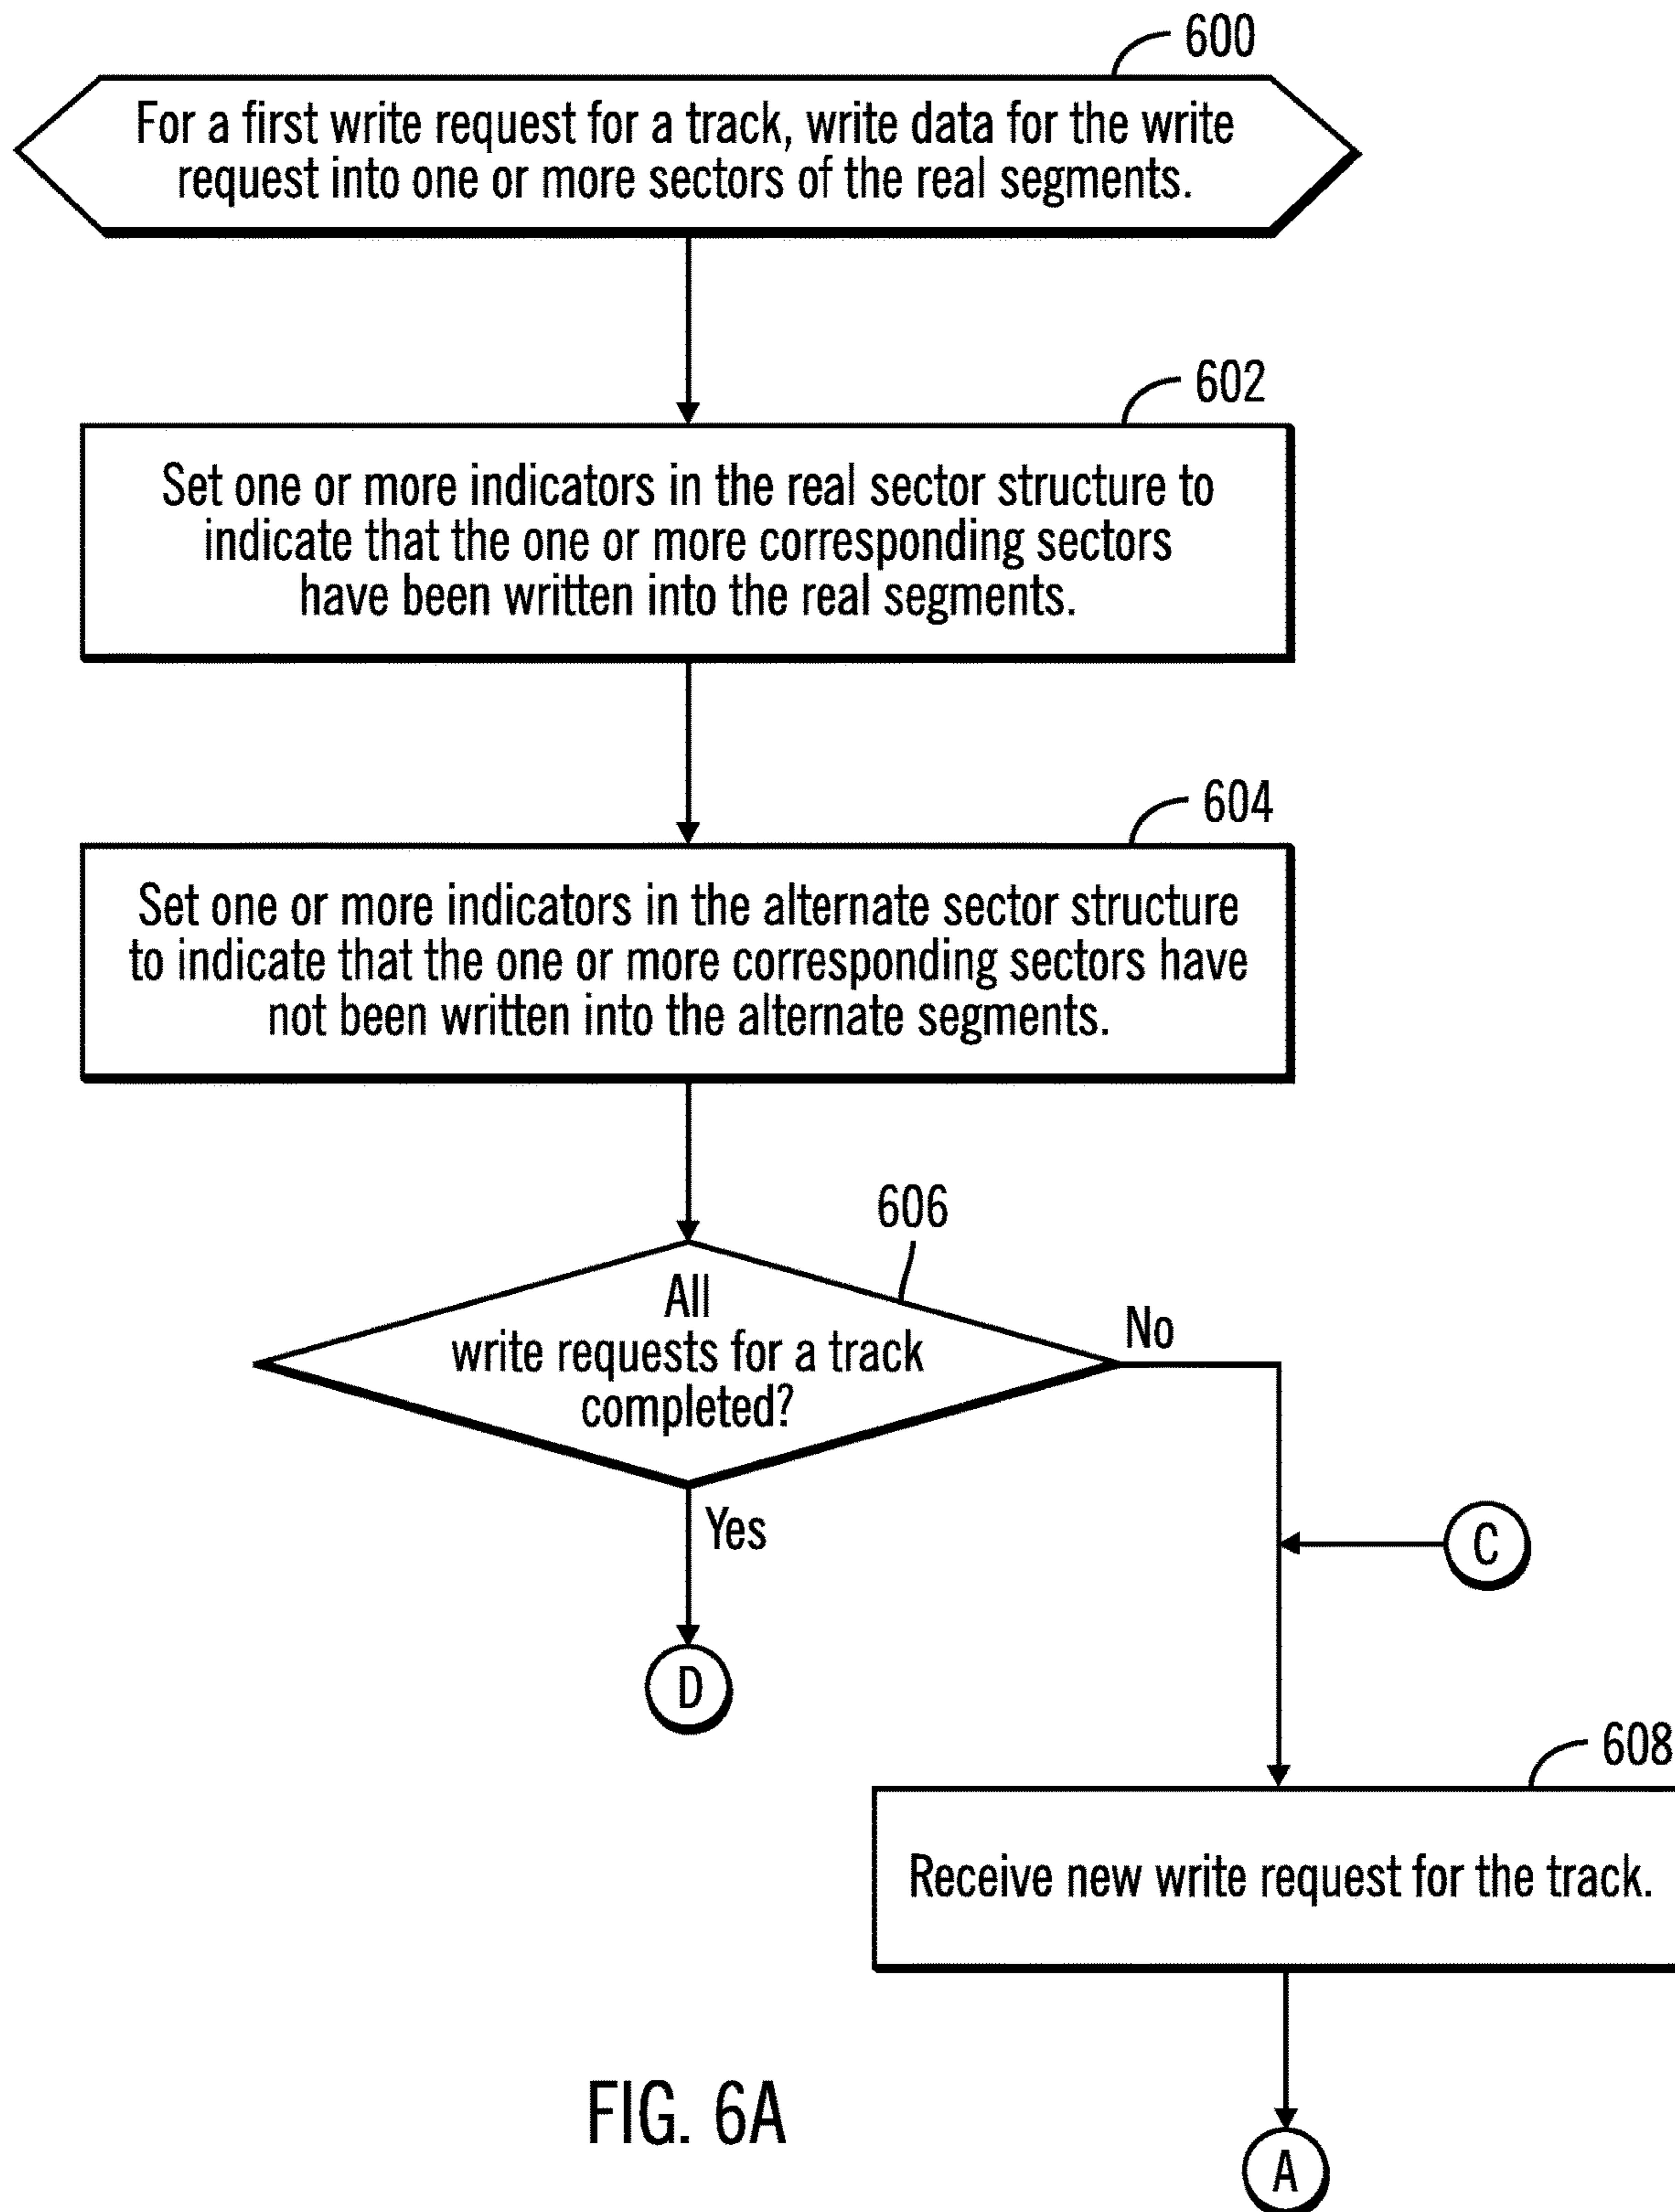 600
For a first write request for a track, write data for the write
request into one or more sectors of the real segments.
602
Set one or more indicators in the real sector structure to
indicate that the one or more corresponding sectors
have been written into the real segments.
604
Set one or more indicators in the alternate sector structure
to indicate that the one or more corresponding sectors have
not been written into the alternate segments.
606
All
write requests for a track
completed?
No
Yes
C
D
608
Receive new write request for the track.
FIG. 6A
A